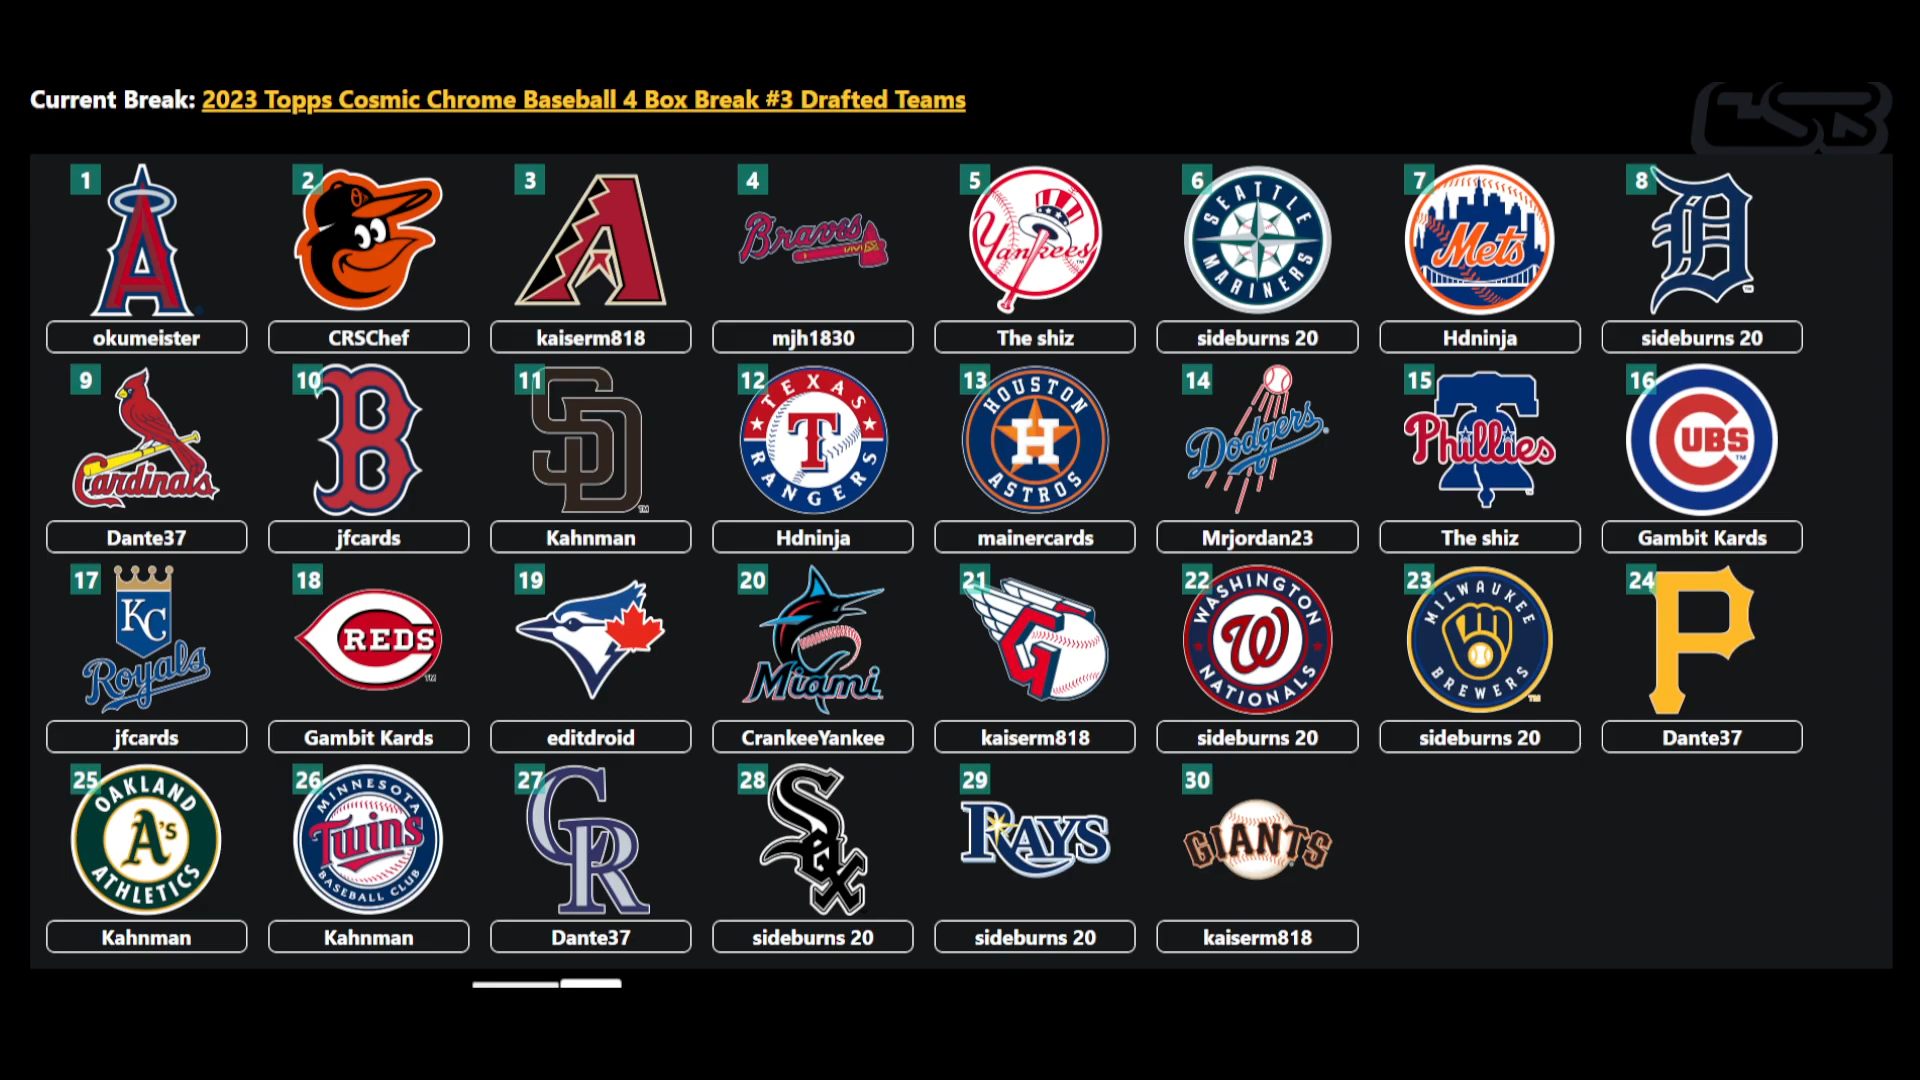 Current Break: 2023 Topps Cosmic Chrome Baseball 4 Box Break #3 Drafted Teams
CSB
1 2 3 4 5 6 7 8
A Braves Yankees SEATTLE MARINERS Mets D
okumeister CRSChef kaiserm818 mjh1830 The shiz sideburns 20 Hdninja sideburns 20
9 10 11 12 13 14 15 16
Cardinals B SD TEXAS T RANGERS HOUSTON H ASTROS Dodgers Phillies CUBS
Dante37 jfcards Kahnman Hdninja mainercards Mrjordan23 The shiz Gambit Kards
17 18 19 20 21 22 23 24
KC Royals REDS Miami G WASHINGTON W NATIONALS MILWAUKEE BREWERS P
jfcards Gambit Kards editdroid CrankeeYankee kaiserm818 sideburns 20 sideburns 20 Dante37
25 26 27 28 29 30
OAKLAND A's ATHLETICS MINNESOTA Twins BASEBALL CLUB CR Sox RAYS GIANTS
Kahnman Kahnman Dante37 sideburns 20 sideburns 20 kaiserm818